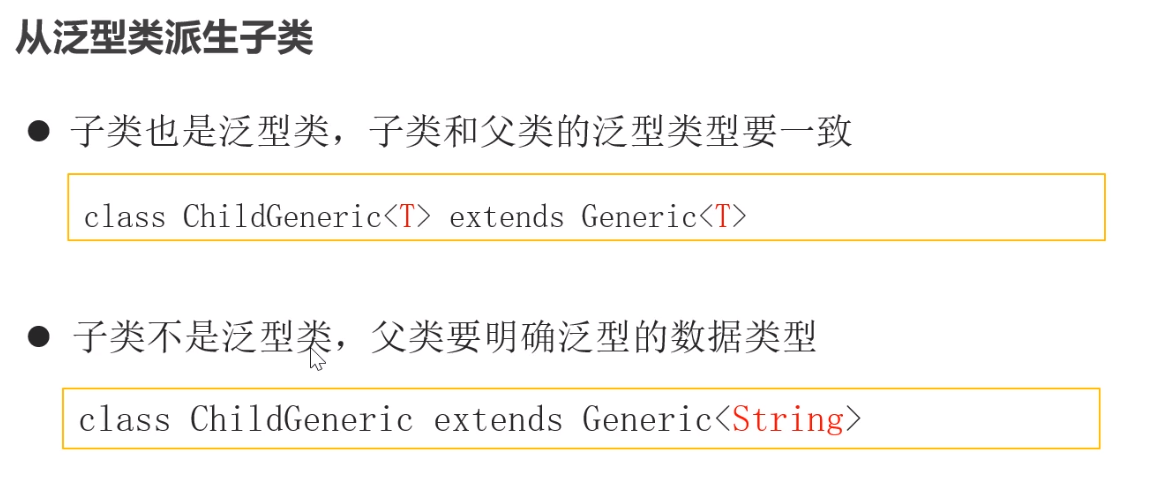 从泛型类派生子类
● 子类也是泛型类，子类和父类的泛型类型要一致
class ChildGeneric<T> extends Generic<T>
● 子类不是泛型类，父类要明确泛型的数据类型
class ChildGeneric extends Generic<String>